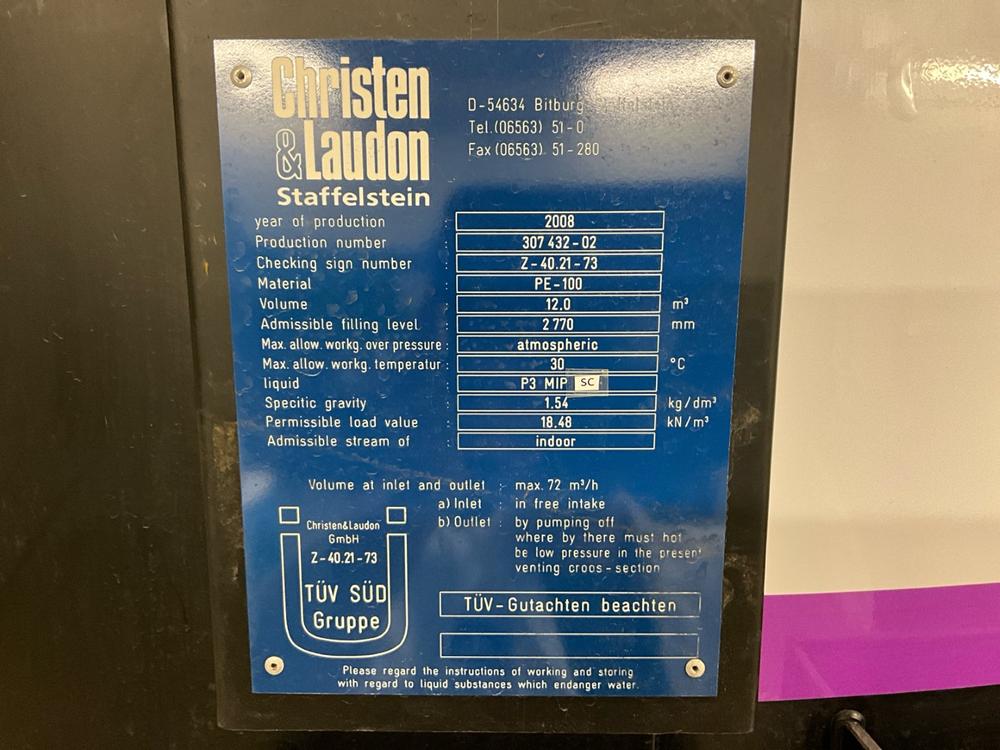 Christen
&Laudon
Staffelstein
D-54634 Bitburg
Tel.(06563) 51-0
Fax (06563) 51-280
year of production : 2008
Production number : 307 432-02
Checking sign number : Z-40.21-73
Material : PE-100
Volume : 12.0 m³
Admissible filling level : 2 770 mm
Max. allow. workg. over pressure : atmospheric
Max. allow. workg. temperatur : 30 °C
liquid : P3 MIP SC
Specitic gravity : 1.54 kg/dm³
Permissible load value : 18.48 kN/m³
Admissible stream of : indoor
Volume at inlet and outlet : max. 72 m³/h
a) Inlet : in free intake
b) Outlet : by pumping off
where by there must hot
be low pressure in the present
venting croos-section
Christen&Laudon
GmbH
Z-40.21-73
TÜV SÜD
Gruppe
TÜV-Gutachten beachten
Please regard the instructions of working and storing
with regard to liquid substances which endanger water.